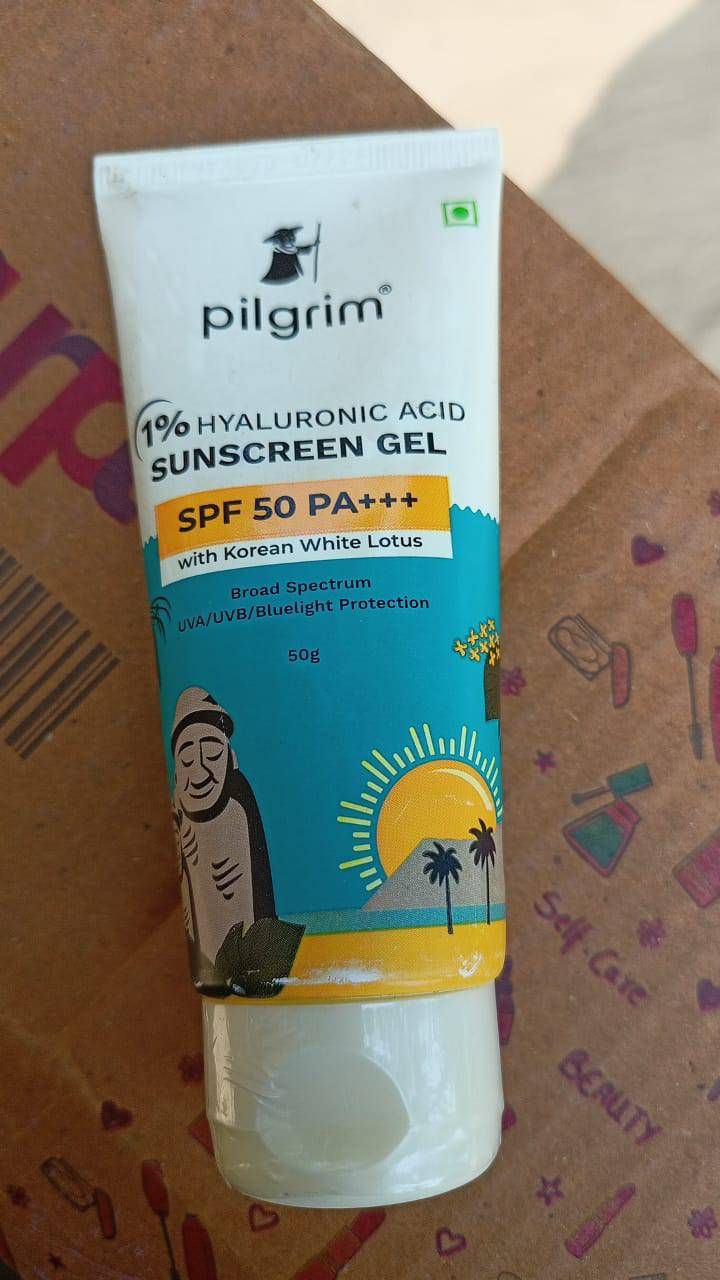 pilgrim®
1% HYALURONIC ACID
SUNSCREEN GEL
SPF 50 PA+++
with Korean White Lotus
Broad Spectrum
UVA/UVB/Bluelight Protection
50g
Self-Care
BEAUTY